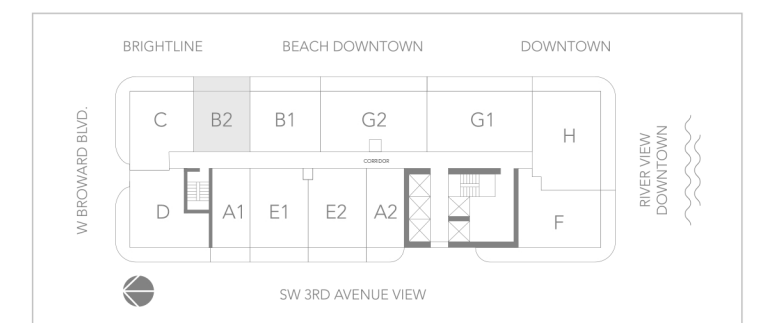 BRIGHTLINE
BEACH DOWNTOWN
DOWNTOWN
W BROWARD BLVD.
C
B2
B1
G2
G1
H
CORRIDOR
D
A1
E1
E2
A2
F
RIVER VIEW
DOWNTOWN
SW 3RD AVENUE VIEW